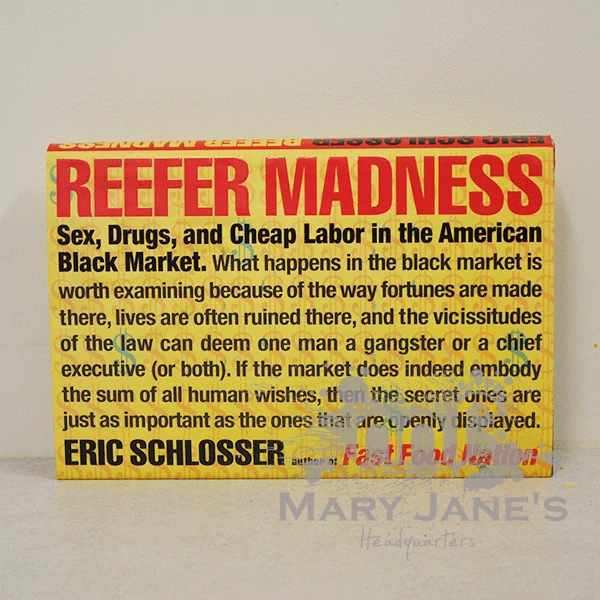 REEFER MADNESS ERIC SCHLOSSER
REEFER MADNESS
Sex, Drugs, and Cheap Labor in the American
Black Market. What happens in the black market is
worth examining because of the way fortunes are made
there, lives are often ruined there, and the vicissitudes
of the law can deem one man a gangster or a chief
executive (or both). If the market does indeed embody
the sum of all human wishes, then the secret ones are
just as important as the ones that are openly displayed.
ERIC SCHLOSSER author of Fast Food Nation
MARY JANE'S
Headquarters